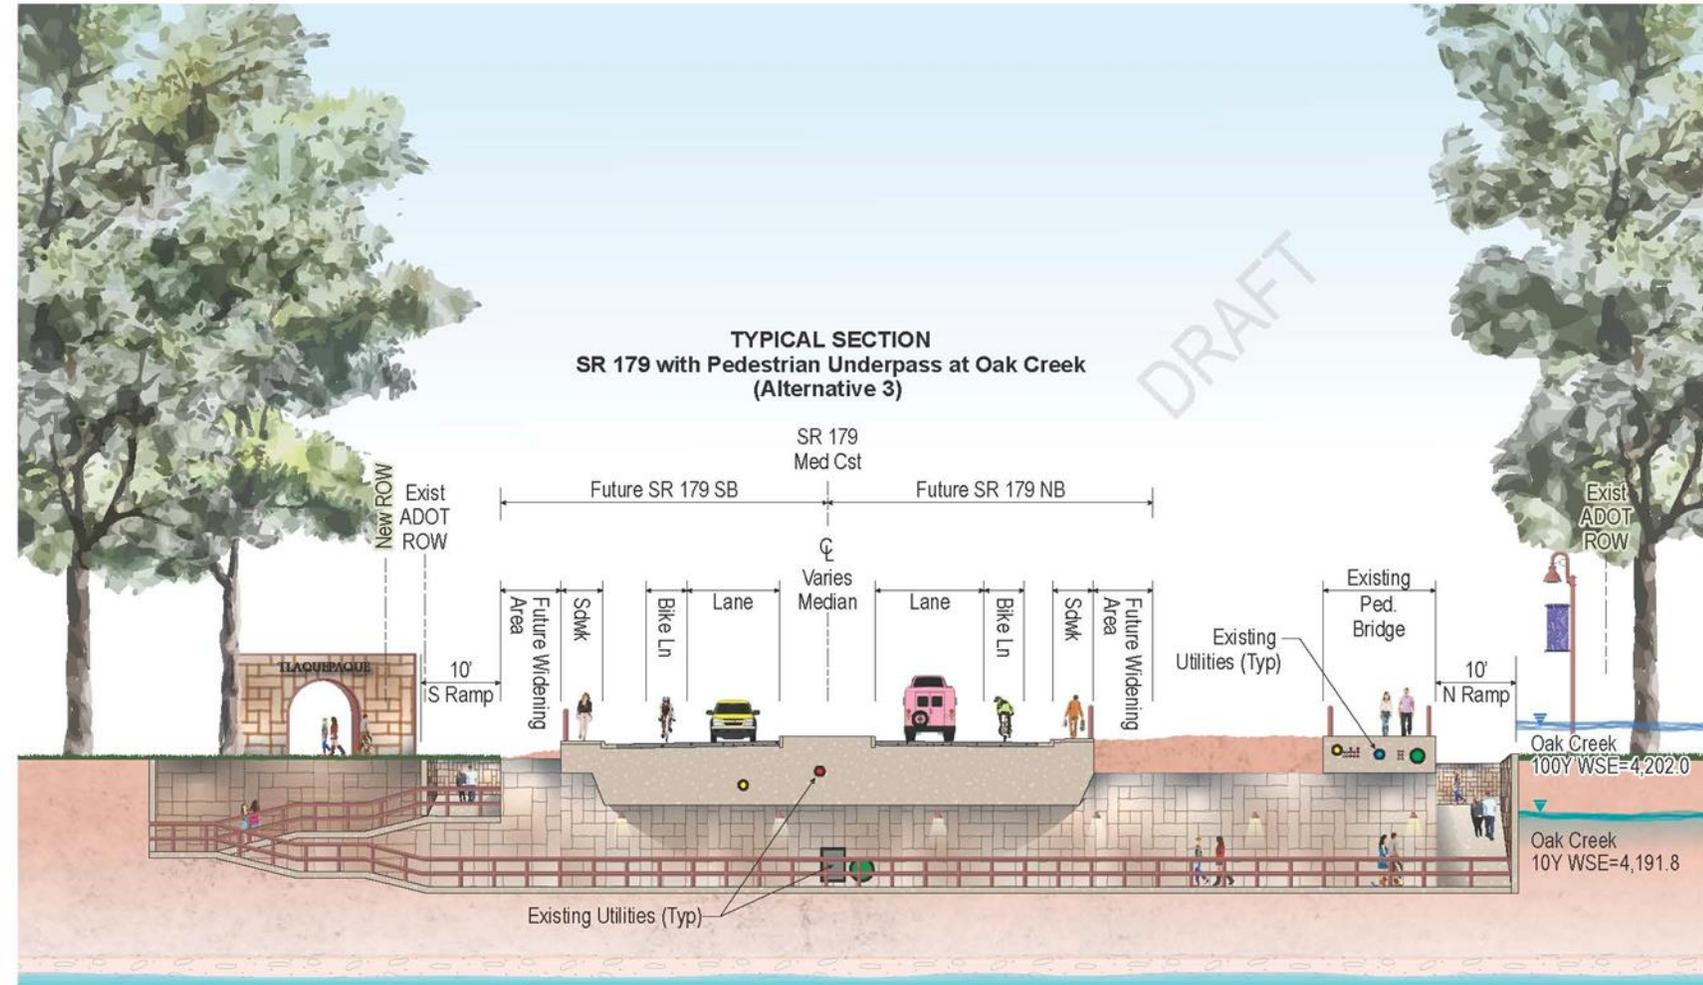 TYPICAL SECTION
SR 179 with Pedestrian Underpass at Oak Creek
(Alternative 3)
DRAFT
SR 179
Med Cst
Future SR 179 SB
Future SR 179 NB
New ROW
Exist
ADOT
ROW
Exist
ADOT
ROW
℄
Varies
Median
Future Widening
Area
Sdwk
Bike Ln
Lane
Lane
Bike Ln
Sdwk
Future Widening
Area
Existing
Ped.
Bridge
Existing
Utilities (Typ)
TLAQUEPAQUE
10'
S Ramp
10'
N Ramp
Oak Creek
100Y WSE=4,202.0
Oak Creek
10Y WSE=4,191.8
Existing Utilities (Typ)